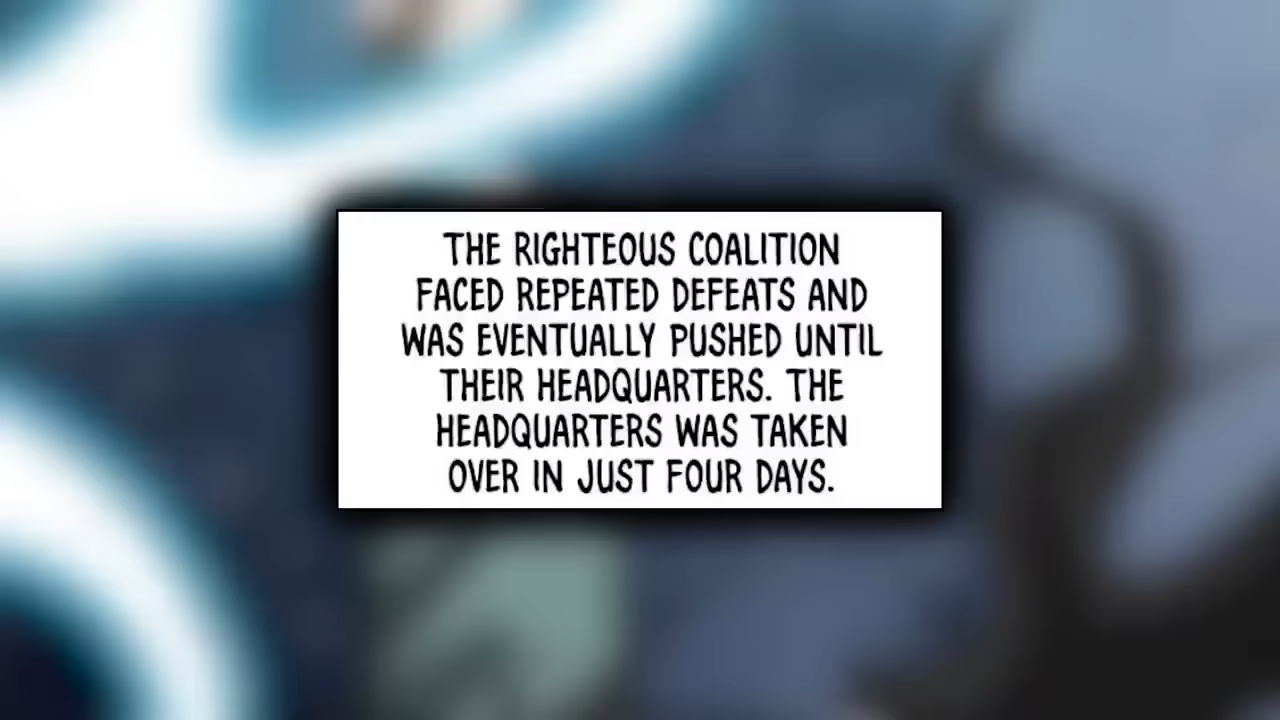 THE RIGHTEOUS COALITION
FACED REPEATED DEFEATS AND
WAS EVENTUALLY PUSHED UNTIL
THEIR HEADQUARTERS. THE
HEADQUARTERS WAS TAKEN
OVER IN JUST FOUR DAYS.